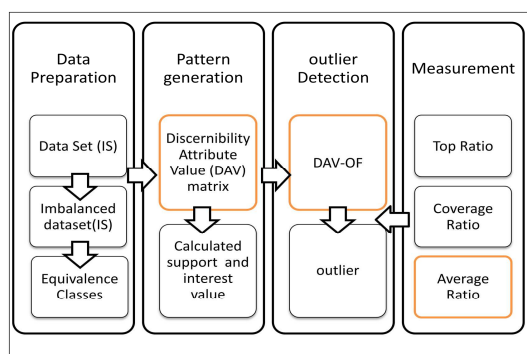 Data
Preparation
Data Set (IS)
Imbalanced
dataset(IS)
Equivalence
Classes
Pattern
generation
Discernibility
Attribute
Value (DAV)
matrix
Calculated
support and
interest
value
outlier
Detection
DAV-OF
outlier
Measurement
Top Ratio
Coverage
Ratio
Average
Ratio